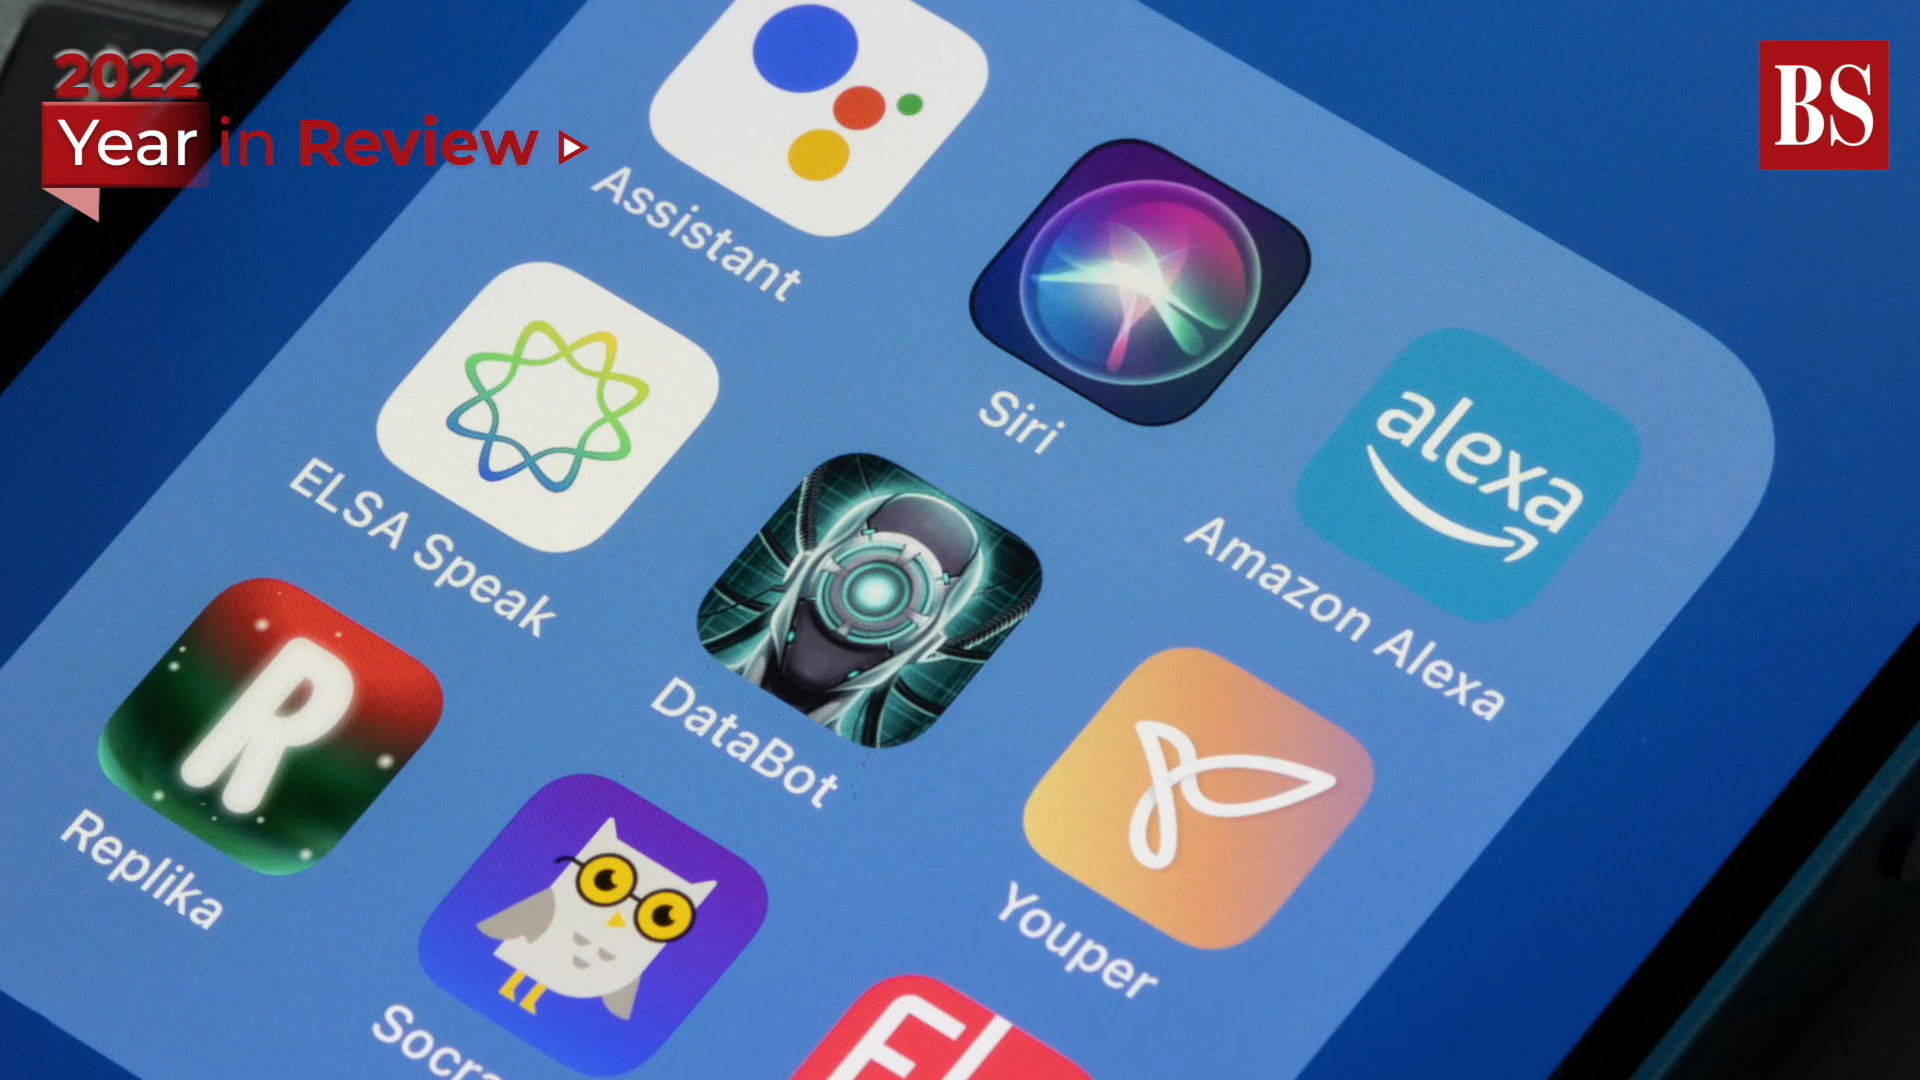 2022
Year in Review
BS
Assistant
Siri
alexa
Amazon Alexa
ELSA Speak
DataBot
Youper
R
Replika